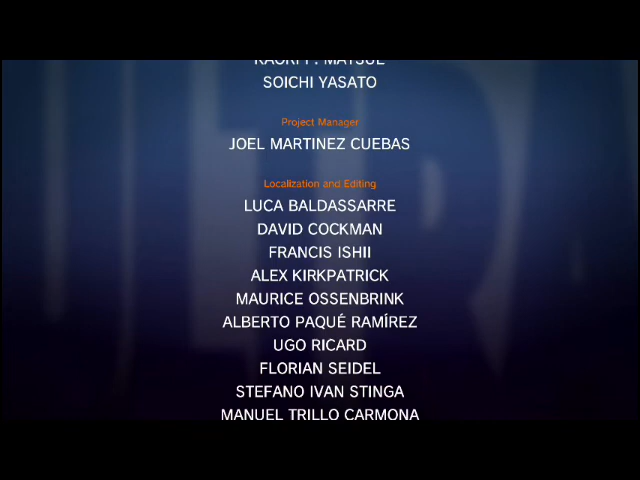 SOICHI YASATO
Project Manager
JOEL MARTINEZ CUEBAS
Localization and Editing
LUCA BALDASSARRE
DAVID COCKMAN
FRANCIS ISHII
ALEX KIRKPATRICK
MAURICE OSSENBRINK
ALBERTO PAQUÉ RAMÍREZ
UGO RICARD
FLORIAN SEIDEL
STEFANO IVAN STINGA
MANUEL TRILLO CARMONA